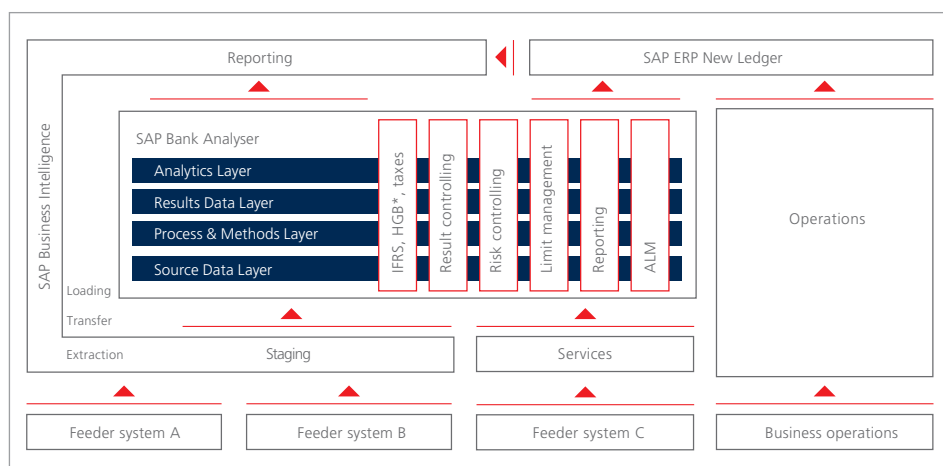 Reporting
SAP ERP New Ledger
SAP Business Intelligence
SAP Bank Analyser
Analytics Layer
Results Data Layer
Process & Methods Layer
Source Data Layer
IFRS, HGB*, taxes
Result controlling
Risk controlling
Limit management
Reporting
ALM
Operations
Loading
Transfer
Extraction
Staging
Services
Feeder system A
Feeder system B
Feeder system C
Business operations